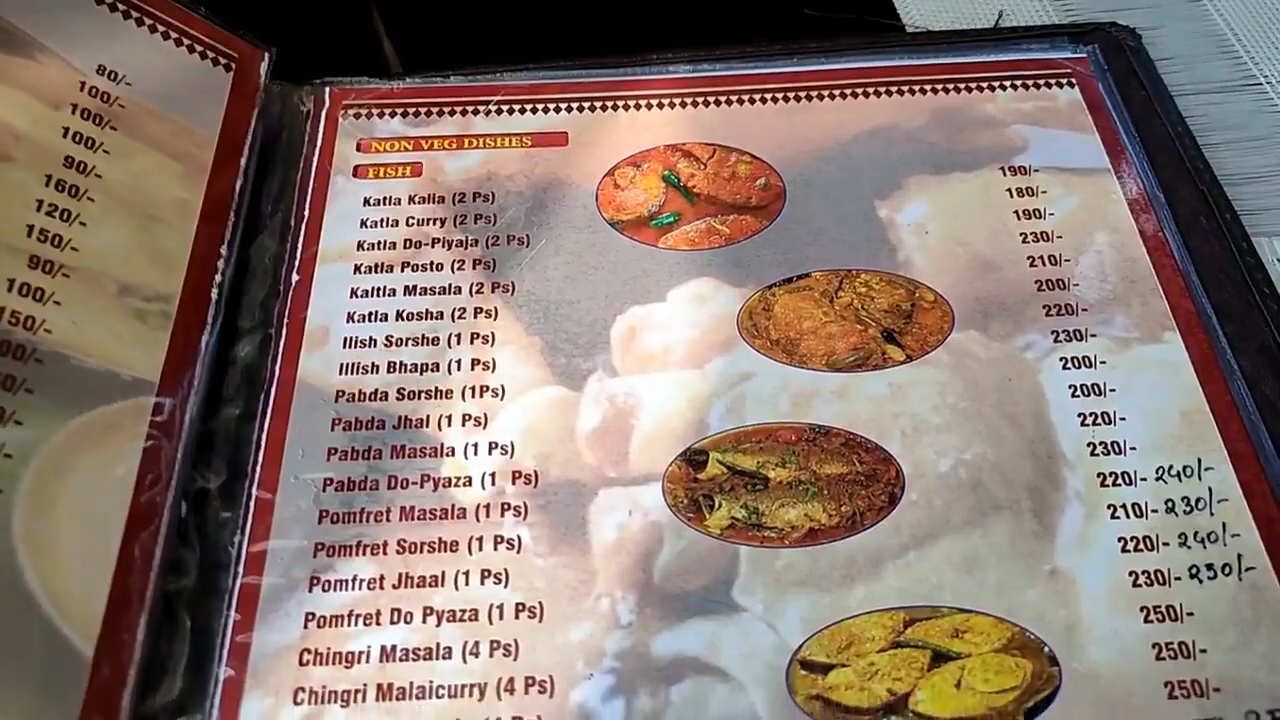 80/-
100/-
100/-
100/-
90/-
160/-
120/-
150/-
90/-
100/-
150/-
NON VEG DISHES
FISH
Katla Kalia (2 Ps) 190/-
Katla Curry (2 Ps) 180/-
Katla Do-Piyaja (2 Ps) 190/-
Katla Posto (2 Ps) 230/-
Kaltla Masala (2 Ps) 210/-
Katla Kosha (2 Ps) 200/-
Ilish Sorshe (1 Ps) 220/-
Illish Bhapa (1 Ps) 230/-
Pabda Sorshe (1Ps) 200/-
Pabda Jhal (1 Ps) 200/-
Pabda Masala (1 Ps) 220/-
Pabda Do-Pyaza (1 Ps) 230/-
Pomfret Masala (1 Ps) 220/- 240/-
Pomfret Sorshe (1 Ps) 210/- 230/-
Pomfret Jhaal (1 Ps) 220/- 240/-
Pomfret Do Pyaza (1 Ps) 230/- 250/-
Chingri Masala (4 Ps) 250/-
Chingri Malaicurry (4 Ps) 250/-
250/-